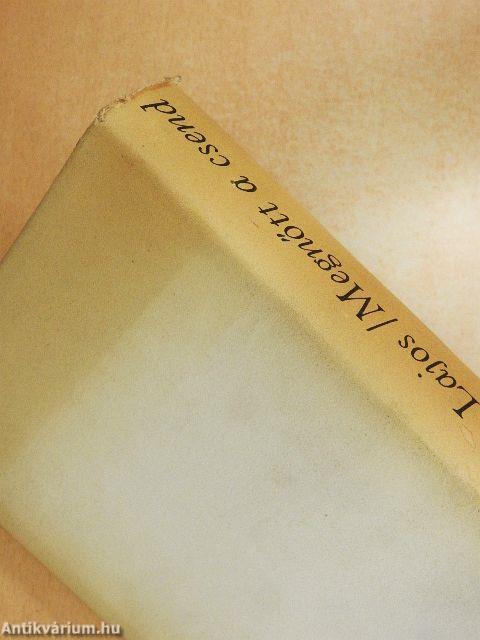 Lajos / Megnőtt a csend
Antikvárium.hu